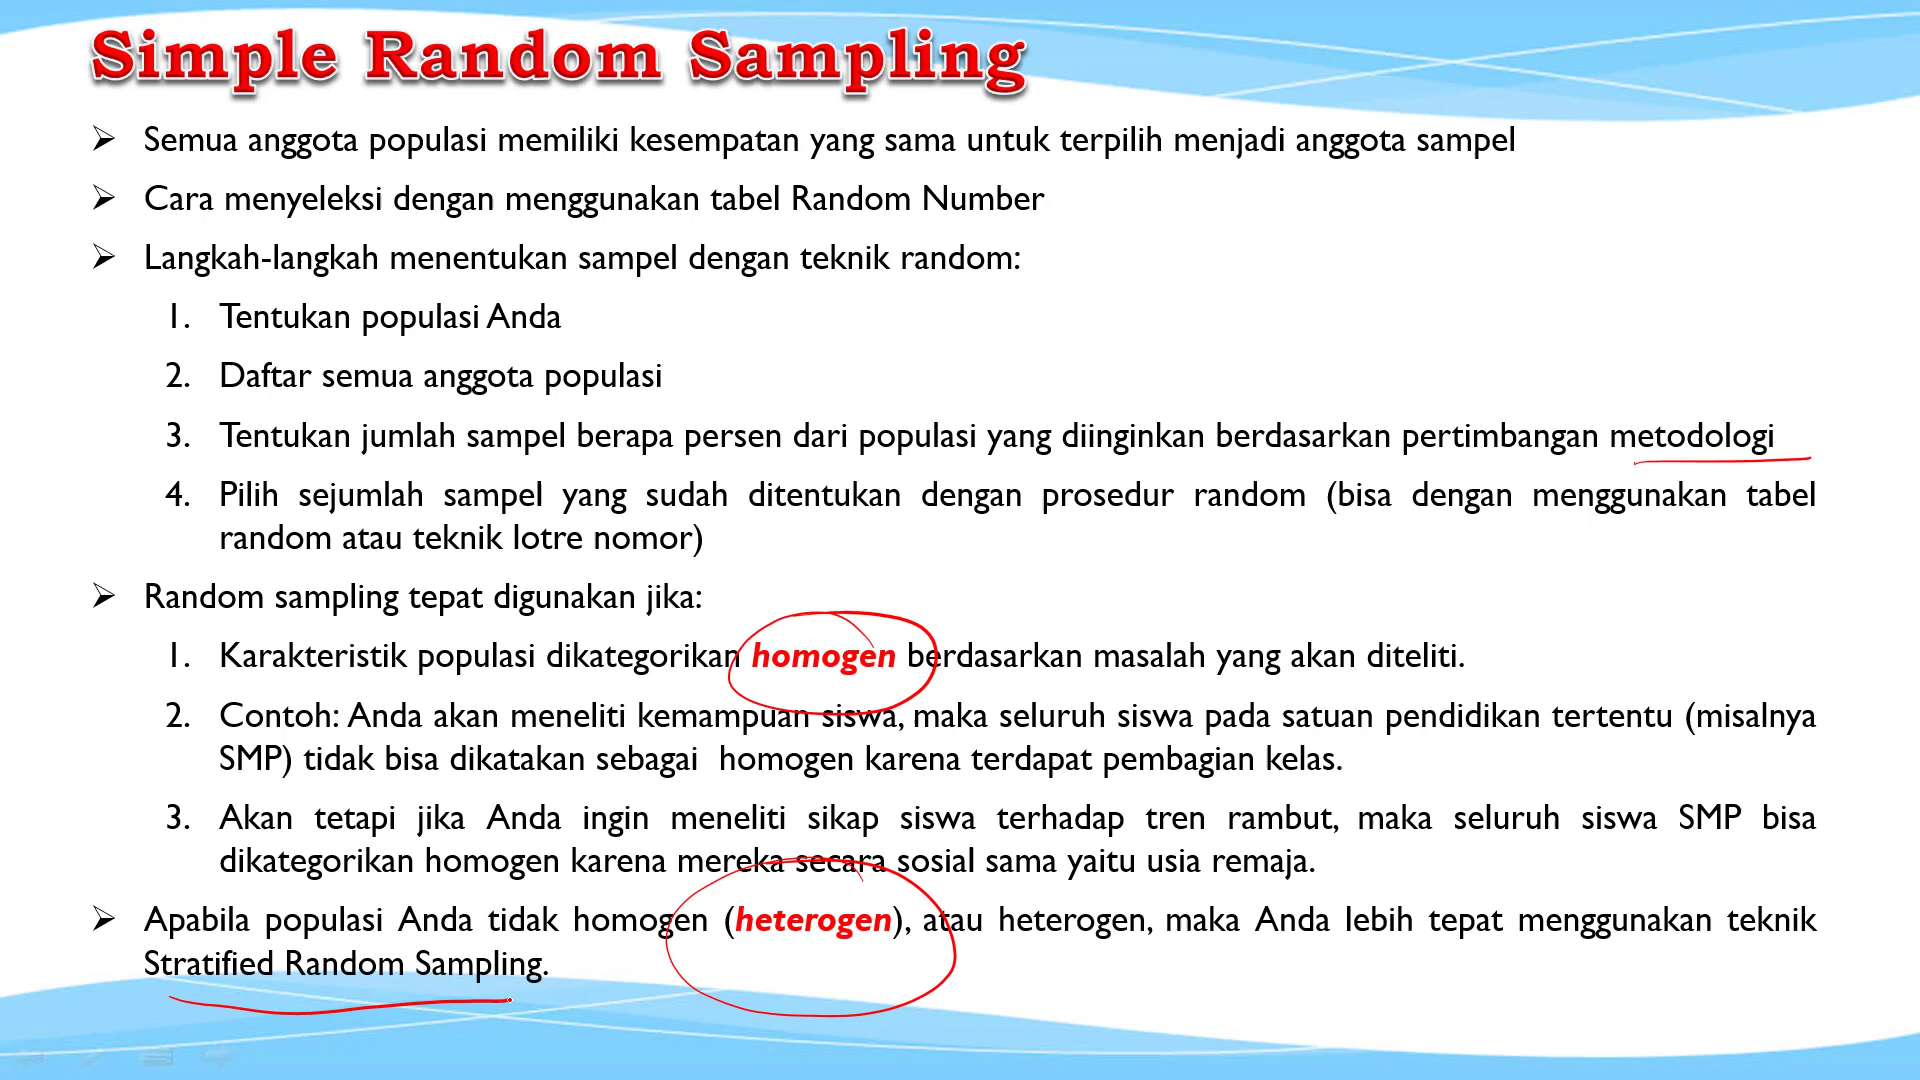 Simple Random Sampling
➢ Semua anggota populasi memiliki kesempatan yang sama untuk terpilih menjadi anggota sampel
➢ Cara menyeleksi dengan menggunakan tabel Random Number
➢ Langkah-langkah menentukan sampel dengan teknik random:
1. Tentukan populasi Anda
2. Daftar semua anggota populasi
3. Tentukan jumlah sampel berapa persen dari populasi yang diinginkan berdasarkan pertimbangan metodologi
4. Pilih sejumlah sampel yang sudah ditentukan dengan prosedur random (bisa dengan menggunakan tabel
random atau teknik lotre nomor)
➢ Random sampling tepat digunakan jika:
1. Karakteristik populasi dikategorikan homogen berdasarkan masalah yang akan diteliti.
2. Contoh: Anda akan meneliti kemampuan siswa, maka seluruh siswa pada satuan pendidikan tertentu (misalnya
SMP) tidak bisa dikatakan sebagai homogen karena terdapat pembagian kelas.
3. Akan tetapi jika Anda ingin meneliti sikap siswa terhadap tren rambut, maka seluruh siswa SMP bisa
dikategorikan homogen karena mereka secara sosial sama yaitu usia remaja.
➢ Apabila populasi Anda tidak homogen (heterogen), atau heterogen, maka Anda lebih tepat menggunakan teknik
Stratified Random Sampling.